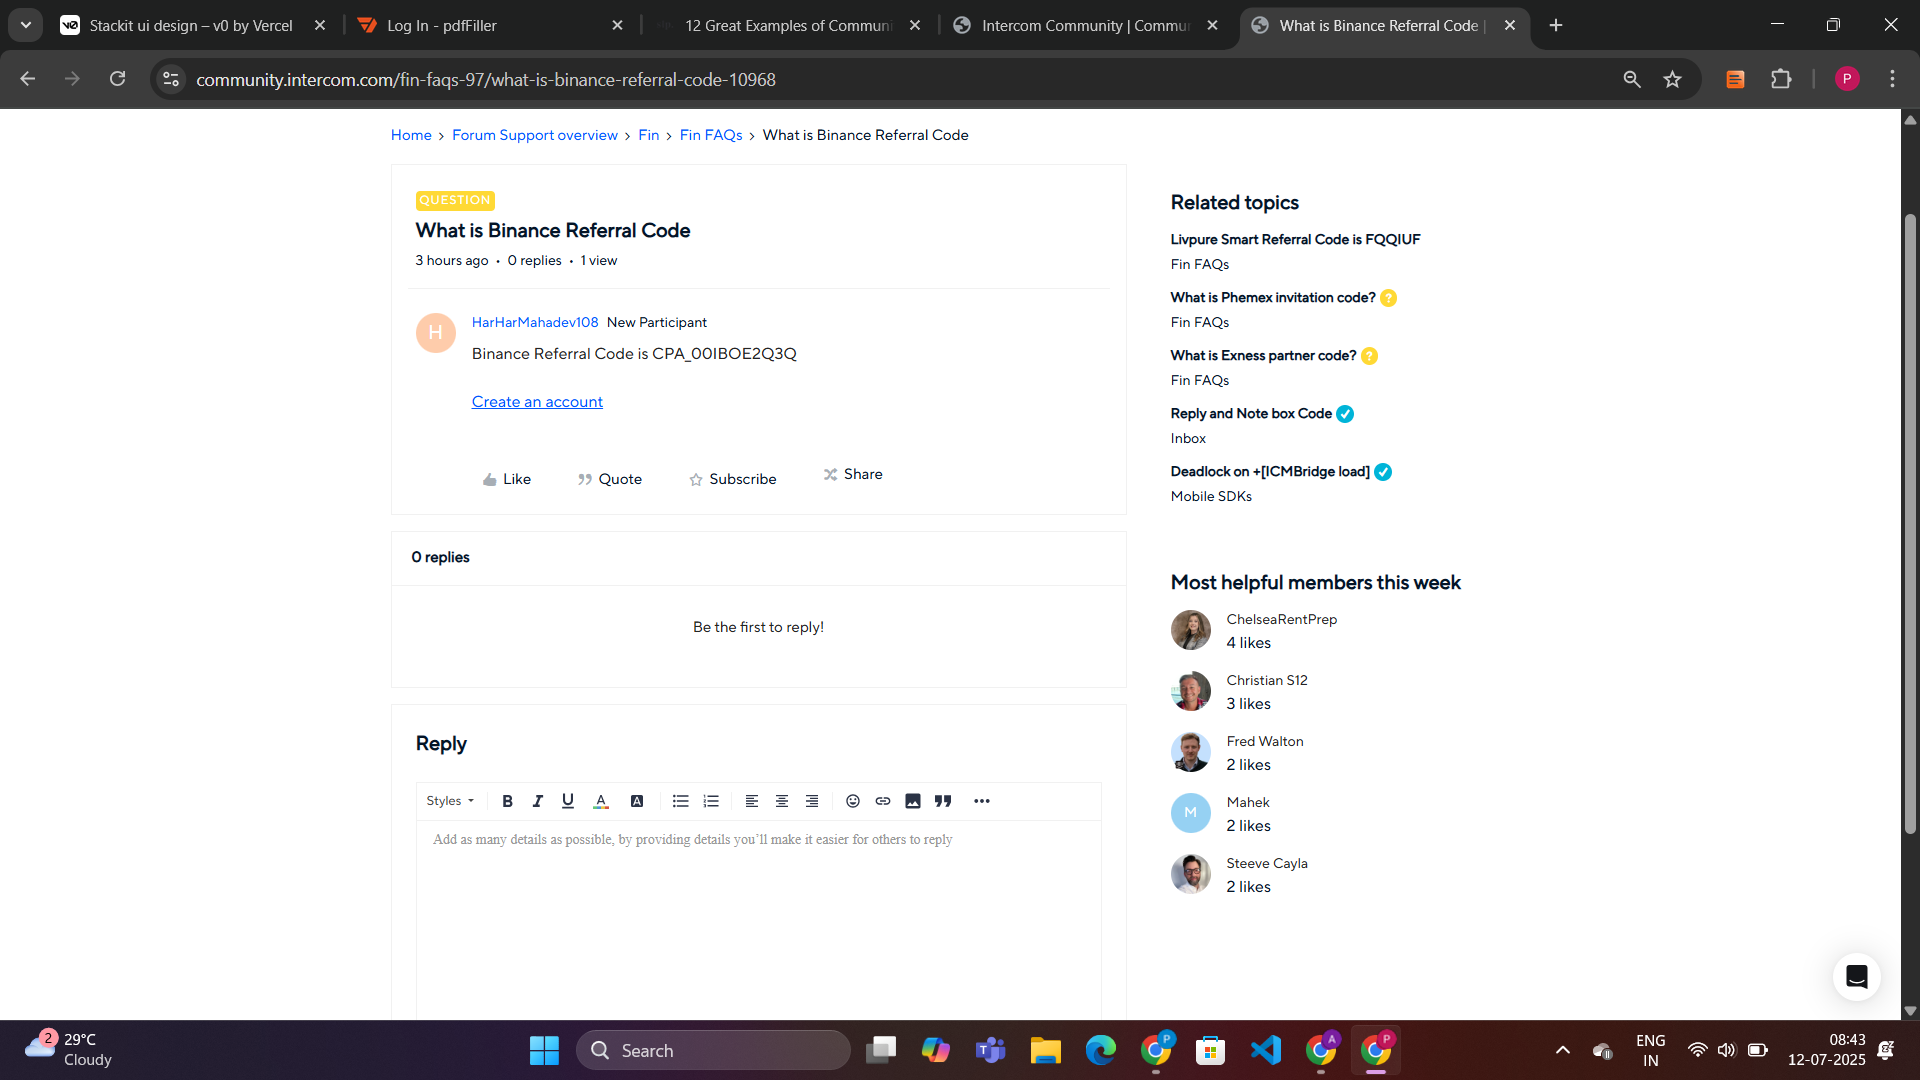 Stackit ui design – v0 by Vercel
Log In - pdfFiller
12 Great Examples of Communi
Intercom Community | Commun
What is Binance Referral Code |
community.intercom.com/fin-faqs-97/what-is-binance-referral-code-10968
P
Home > Forum Support overview > Fin > Fin FAQs > What is Binance Referral Code
QUESTION
What is Binance Referral Code
3 hours ago • 0 replies • 1 view
H
HarHarMahadev108 New Participant
Binance Referral Code is CPA_00IBOE2Q3Q
Create an account
Like
Quote
Subscribe
Share
0 replies
Be the first to reply!
Reply
Styles
B I U A A
Add as many details as possible, by providing details you'll make it easier for others to reply
Related topics
Livpure Smart Referral Code is FQQIUF
Fin FAQs
What is Phemex invitation code? ?
Fin FAQs
What is Exness partner code? ?
Fin FAQs
Reply and Note box Code
Inbox
Deadlock on +[ICMBridge load]
Mobile SDKs
Most helpful members this week
ChelseaRentPrep
4 likes
Christian S12
3 likes
Fred Walton
2 likes
M
Mahek
2 likes
Steeve Cayla
2 likes
2
29°C
Cloudy
Search
P
A
P
ENG
IN
08:43
12-07-2025